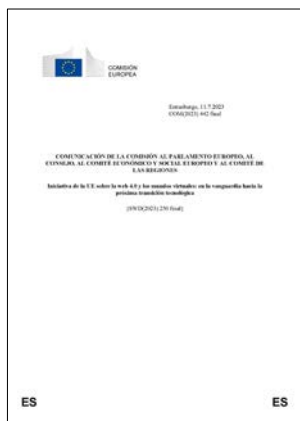 COMISIÓN
EUROPEA
Estrasburgo, 11.7.2023
COM(2023) 442 final
COMUNICACIÓN DE LA COMISIÓN AL PARLAMENTO EUROPEO, AL
CONSEJO, AL COMITÉ ECONÓMICO Y SOCIAL EUROPEO Y AL COMITÉ DE
LAS REGIONES
Iniciativa de la UE sobre la web 4.0 y los mundos virtuales: en la vanguardia hacia la
próxima transición tecnológica
{SWD(2023) 250 final}
ES
ES